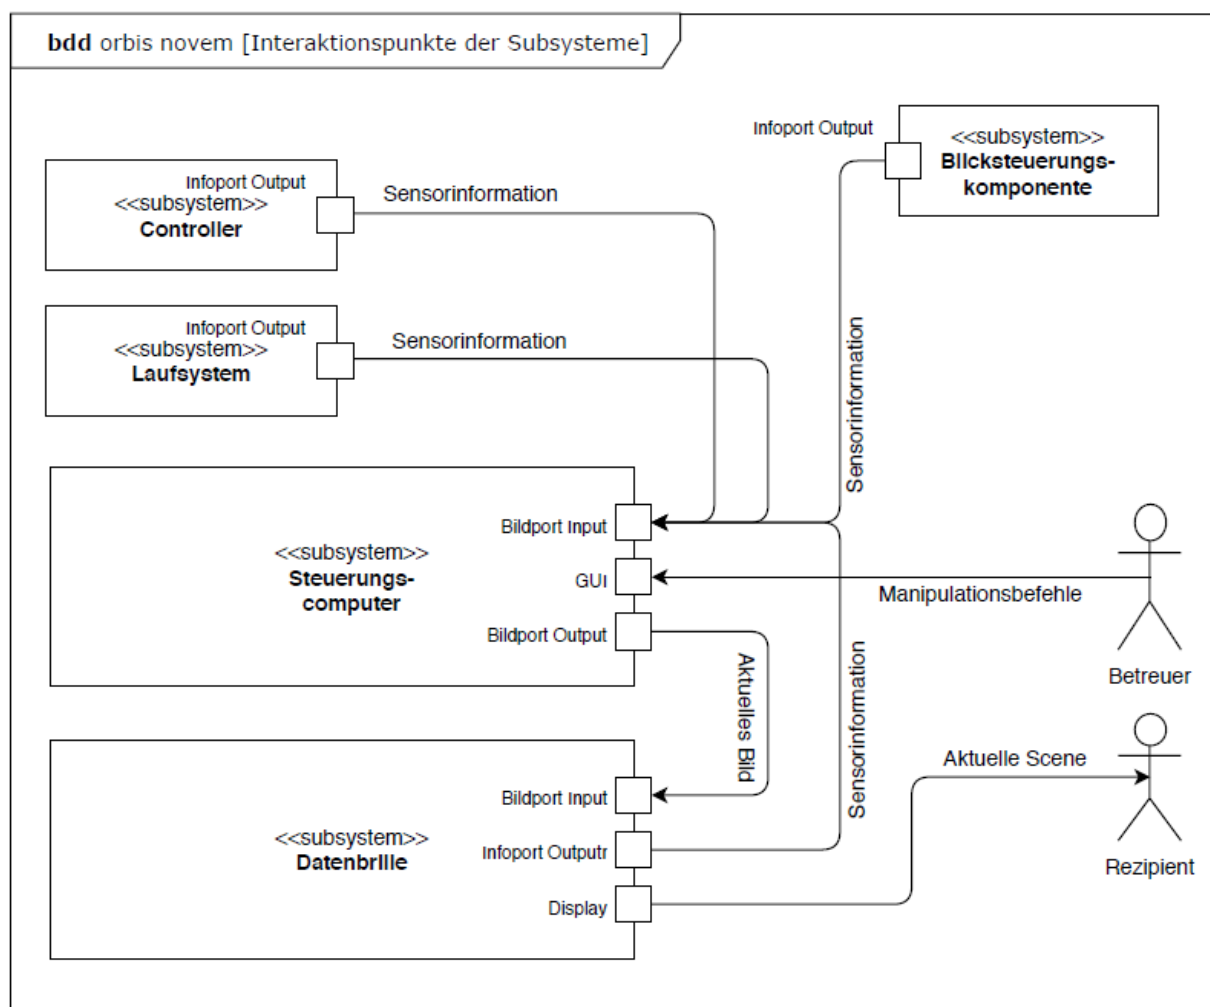 bdd orbis novem [Interaktionspunkte der Subsysteme]
Infoport Output
<<subsystem>>
Blicksteuerungs-
komponente
Infoport Output
<<subsystem>>
Controller
Sensorinformation
Infoport Output
<<subsystem>>
Laufsystem
Sensorinformation
Sensorinformation
<<subsystem>>
Steuerungs-
computer
Bildport Input
GUI
Bildport Output
Manipulationsbefehle
Betreuer
Aktuelles Bild
Sensorinformation
<<subsystem>>
Datenbrille
Bildport Input
Infoport Outputr
Display
Aktuelle Scene
Rezipient